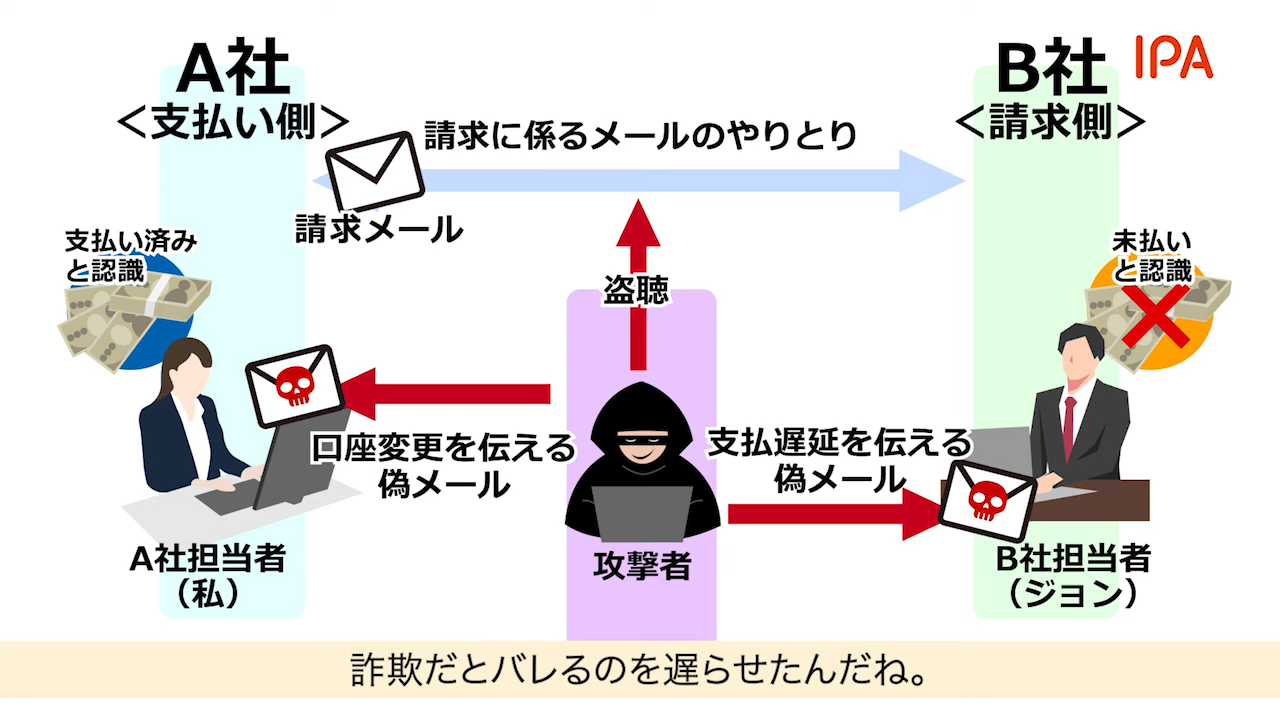 A社
<支払い側>
B社
<請求側>
IPA
請求に係るメールのやりとり
請求メール
支払い済み
と認識
未払い
と認識
盗聴
口座変更を伝える
偽メール
支払遅延を伝える
偽メール
攻撃者
A社担当者
（私）
B社担当者
（ジョン）
詐欺だとバレるのを遅らせたんだね。